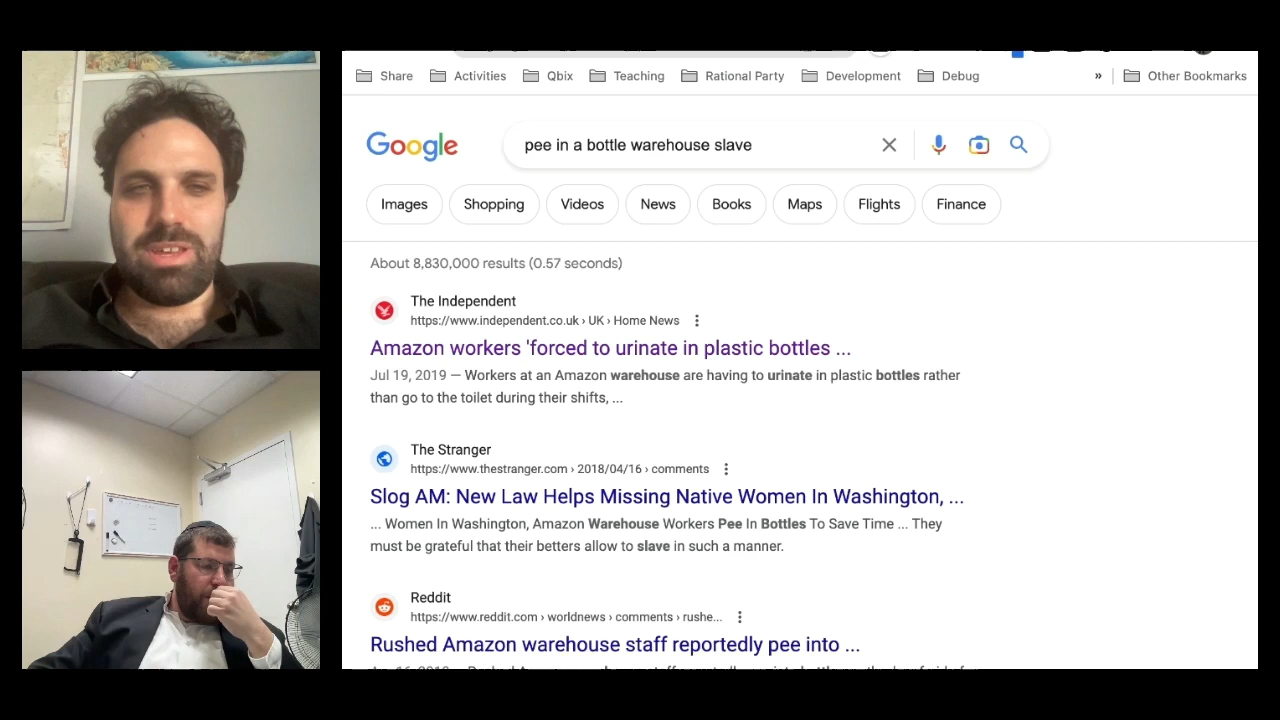 Share Activities Qbix Teaching Rational Party Development Debug » Other Bookmarks
Google pee in a bottle warehouse slave
Images Shopping Videos News Books Maps Flights Finance
About 8,830,000 results (0.57 seconds)
The Independent
https://www.independent.co.uk › UK › Home News
Amazon workers 'forced to urinate in plastic bottles ...
Jul 19, 2019 — Workers at an Amazon warehouse are having to urinate in plastic bottles rather
than go to the toilet during their shifts, ...
The Stranger
https://www.thestranger.com › 2018/04/16 › comments
Slog AM: New Law Helps Missing Native Women In Washington, ...
... Women In Washington, Amazon Warehouse Workers Pee In Bottles To Save Time ... They
must be grateful that their betters allow to slave in such a manner.
Reddit
https://www.reddit.com › worldnews › comments › rushe...
Rushed Amazon warehouse staff reportedly pee into ...